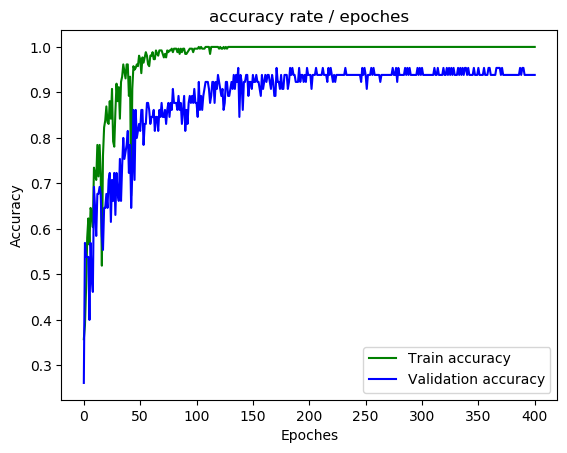 accuracy rate / epoches
1.0
0.9
0.8
0.7
0.6
0.5
0.4
0.3
Accuracy
0 50 100 150 200 250 300 350 400
Epoches
Train accuracy
Validation accuracy